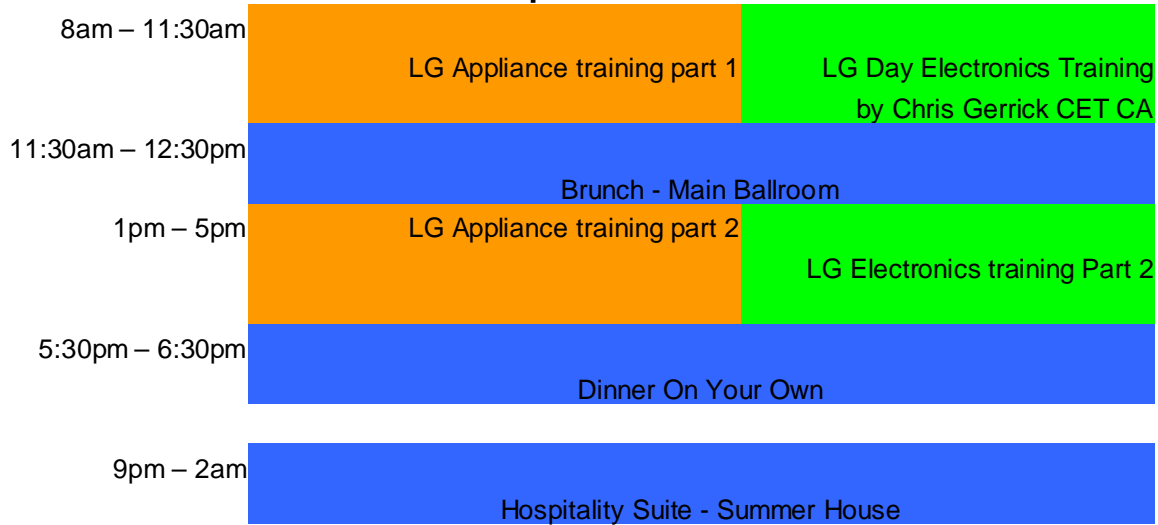 8am – 11:30am
LG Appliance training part 1
LG Day Electronics Training
by Chris Gerrick CET CA
11:30am – 12:30pm
Brunch - Main Ballroom
1pm – 5pm
LG Appliance training part 2
LG Electronics training Part 2
5:30pm – 6:30pm
Dinner On Your Own
9pm – 2am
Hospitality Suite - Summer House